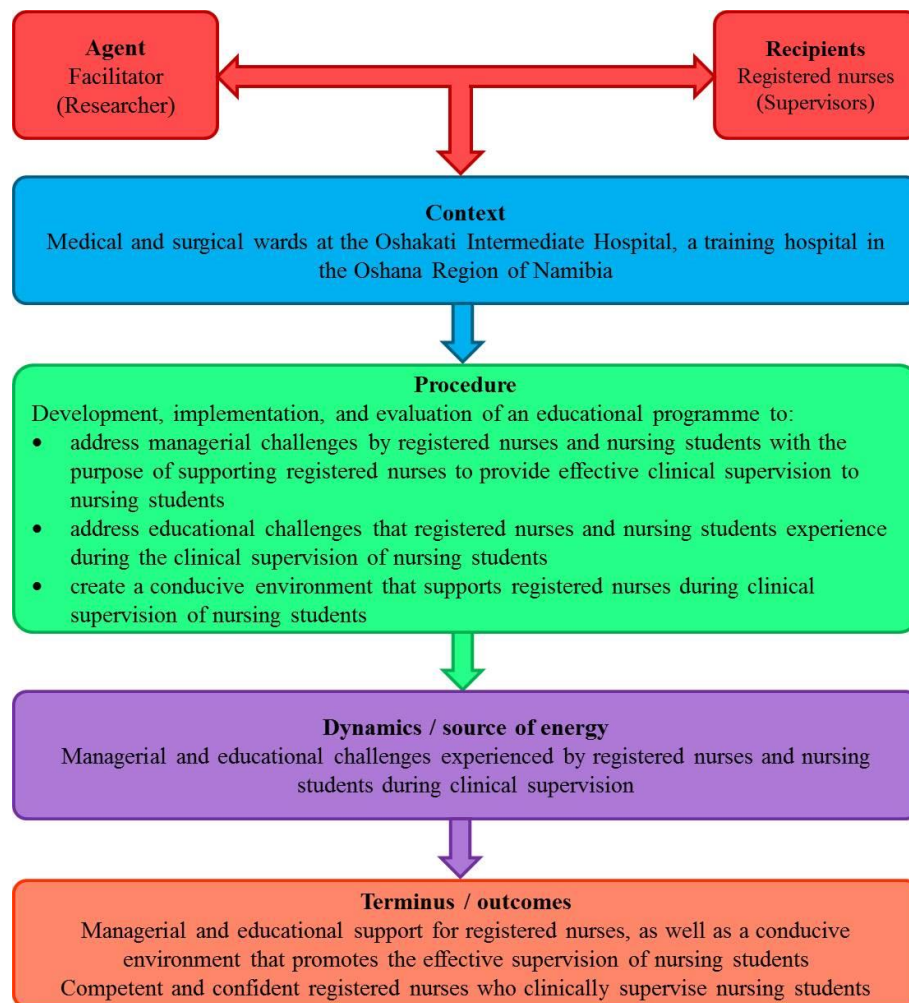 Agent
Facilitator
(Researcher)
Recipients
Registered nurses
(Supervisors)
Context
Medical and surgical wards at the Oshakati Intermediate Hospital, a training hospital in
the Oshana Region of Namibia
Procedure
Development, implementation, and evaluation of an educational programme to:
• address managerial challenges by registered nurses and nursing students with the
purpose of supporting registered nurses to provide effective clinical supervision to
nursing students
• address educational challenges that registered nurses and nursing students experience
during the clinical supervision of nursing students
• create a conducive environment that supports registered nurses during clinical
supervision of nursing students
Dynamics / source of energy
Managerial and educational challenges experienced by registered nurses and nursing
students during clinical supervision
Terminus / outcomes
Managerial and educational support for registered nurses, as well as a conducive
environment that promotes the effective supervision of nursing students
Competent and confident registered nurses who clinically supervise nursing students